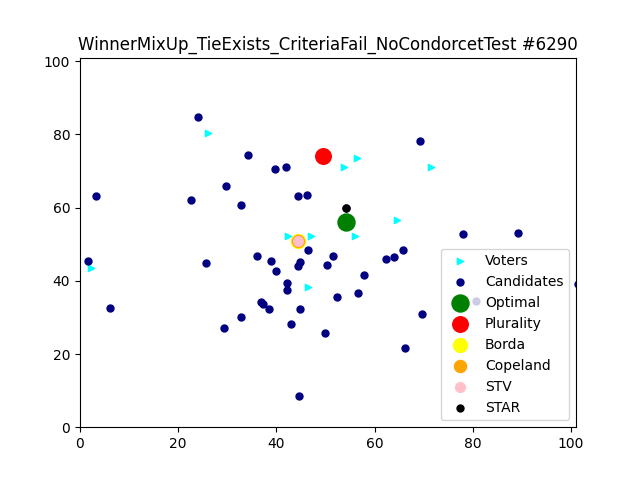 WinnerMixUp_TieExists_CriteriaFail_NoCondorcetTest #6290
100
80
60
40
20
0
0 20 40 60 80 100
Voters
Candidates
Optimal
Plurality
Borda
Copeland
STV
STAR